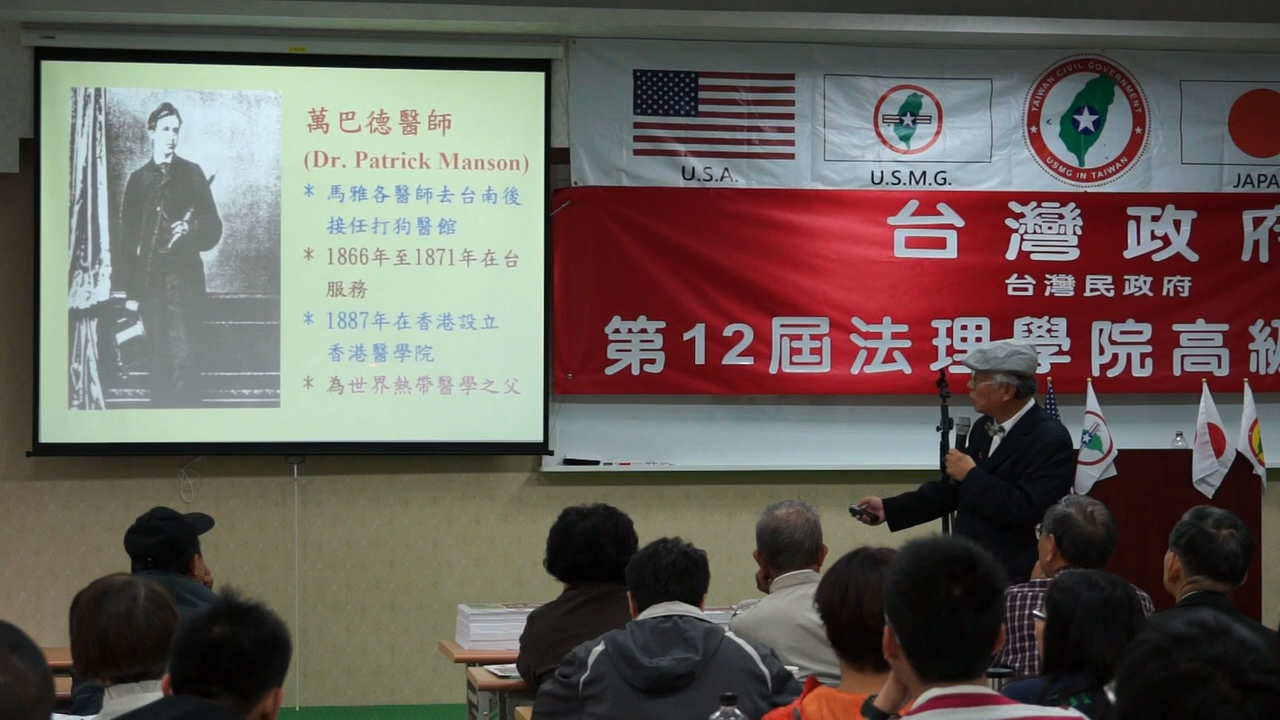 萬巴德醫師
(Dr. Patrick Manson)
* 馬雅各醫師去台南後
接任打狗醫館
* 1866年至1871年在台
服務
* 1887年在香港設立
香港醫學院
* 為世界熱帶醫學之父
U.S.A.
U.S.M.G.
TAIWAN CIVIL GOVERNMENT
USMG IN TAIWAN
JAPA
台灣政府
台灣民政府
第12屆法理學院高級